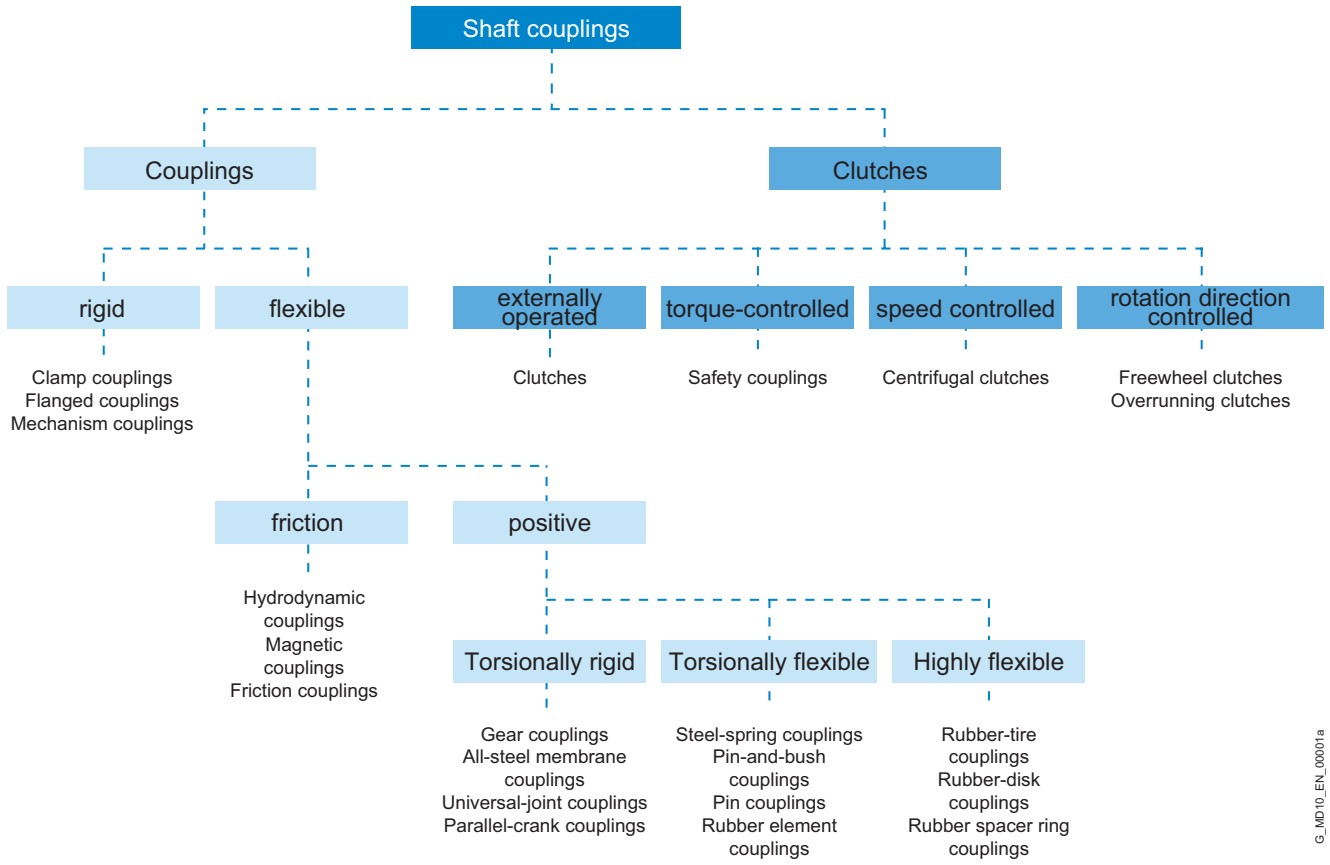 Shaft couplings
Couplings
Clutches
rigid
flexible
externally
operated
torque-controlled
speed controlled
rotation direction
controlled
Clamp couplings
Flanged couplings
Mechanism couplings
Clutches
Safety couplings
Centrifugal clutches
Freewheel clutches
Overrunning clutches
friction
positive
Hydrodynamic
couplings
Magnetic
couplings
Friction couplings
Torsionally rigid
Torsionally flexible
Highly flexible
Gear couplings
All-steel membrane
couplings
Universal-joint couplings
Parallel-crank couplings
Steel-spring couplings
Pin-and-bush
couplings
Pin couplings
Rubber element
couplings
Rubber-tire
couplings
Rubber-disk
couplings
Rubber spacer ring
couplings
G_MD10_EN_00001a